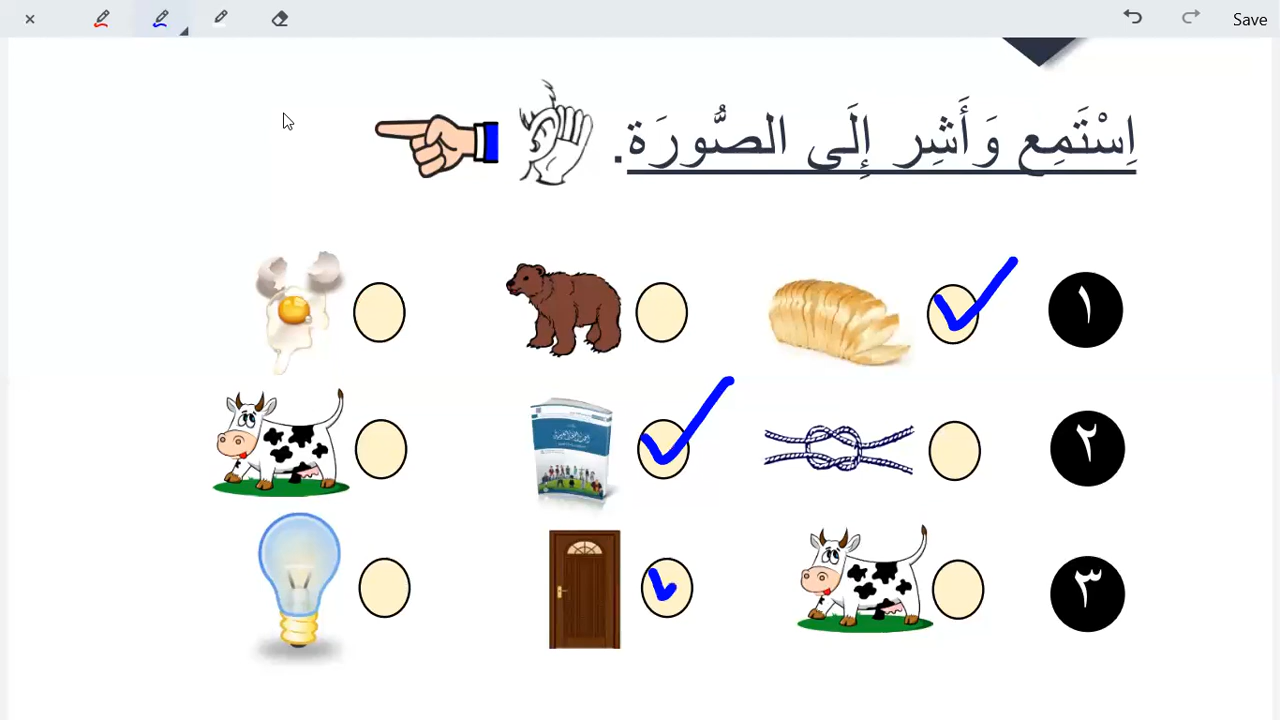 Save
اِسْتَمِع وَأَشِر إِلَى الصُّورَة.
١
٢
٣